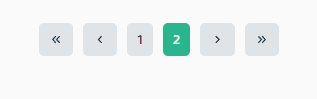 « ‹ 1 2 › »